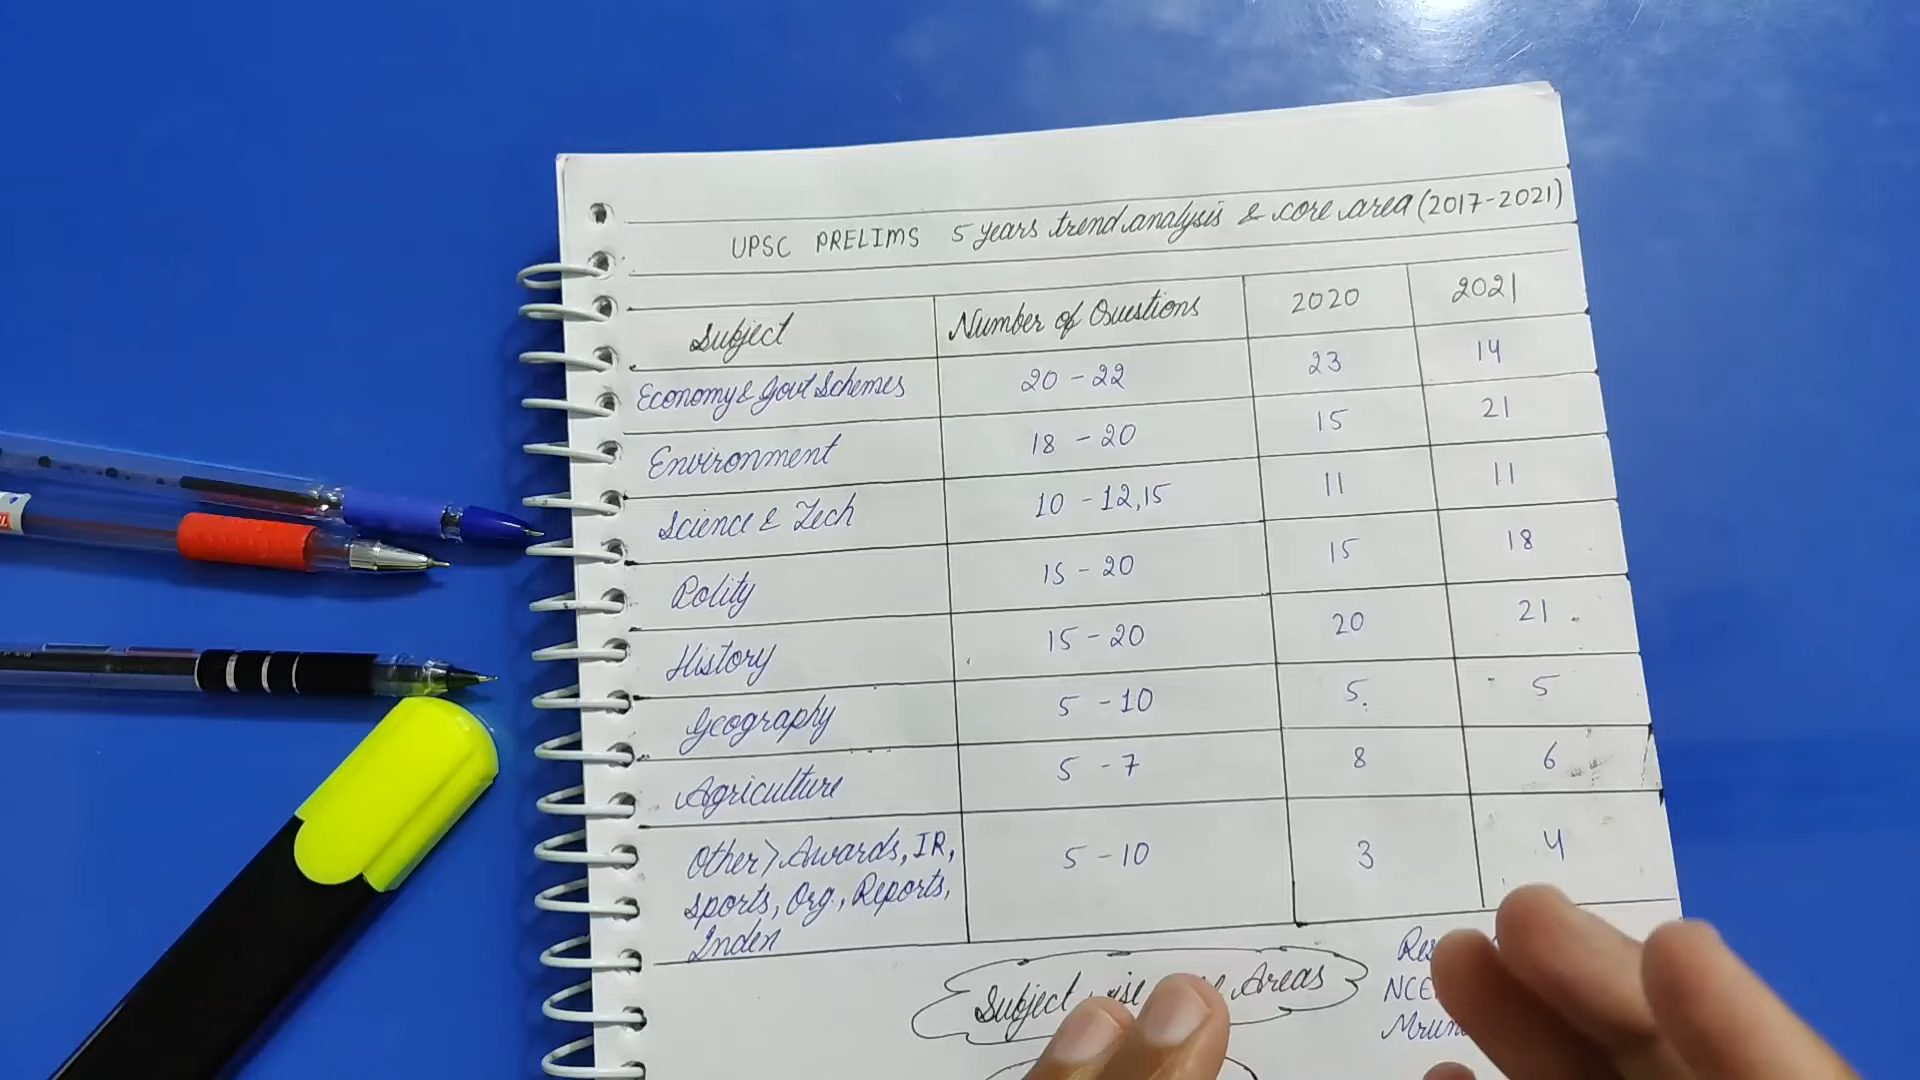 UPSC PRELIMS 5 years trend analysis & core area (2017-2021)
Subject Number of Questions 2020 2021
Economy & Govt Schemes 20 - 22 23 14
Environment 18 - 20 15 21
Science & Tech 10 - 12,15 11 11
Polity 15 - 20 15 18
History 15 - 20 20 21
Geography 5 - 10 5 5
Agriculture 5 - 7 8 6
Other > Awards, IR, 5 - 10 3 4
Sports, Org., Reports,
Index
Subject Areas